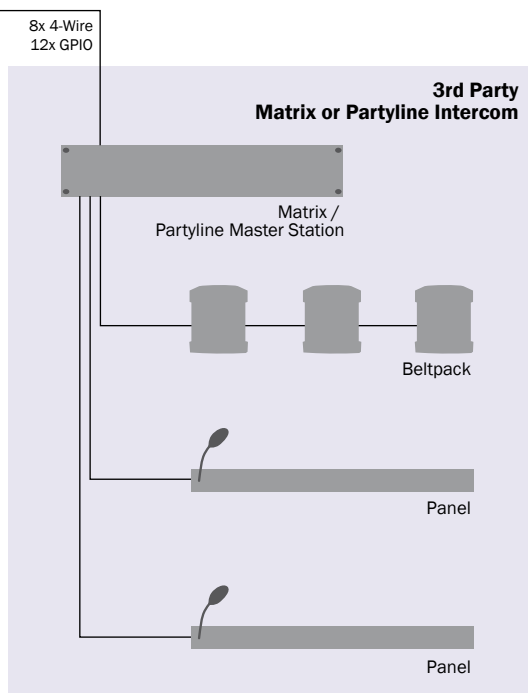 8x 4-Wire
12x GPIO
3rd Party
Matrix or Partyline Intercom
Matrix /
Partyline Master Station
Beltpack
Panel
Panel